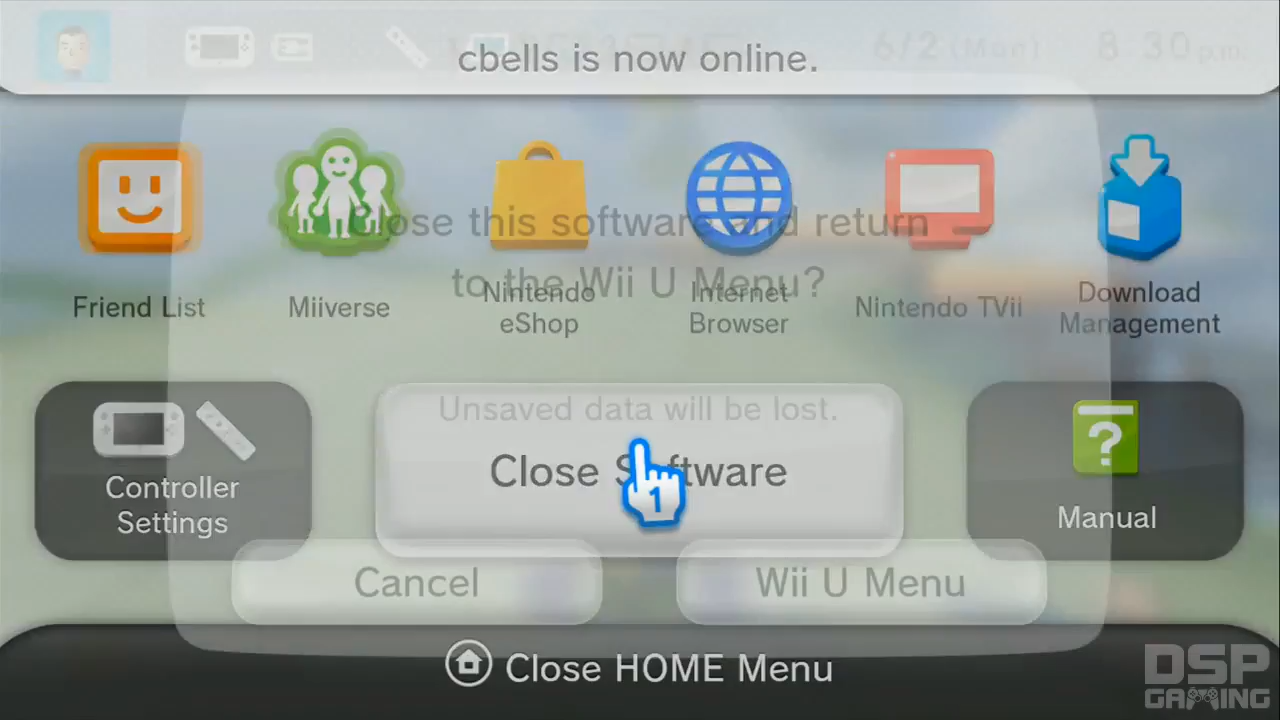 cbells is now online.
6/2 (Mon) 8:30 p.m.
Close this software and return
to the Wii U Menu?
Friend List
Miiverse
Nintendo
eShop
Internet
Browser
Nintendo TVii
Download
Management
Unsaved data will be lost.
Close Software
1
Controller
Settings
?
Manual
Cancel
Wii U Menu
Close HOME Menu
DSP
GAMING